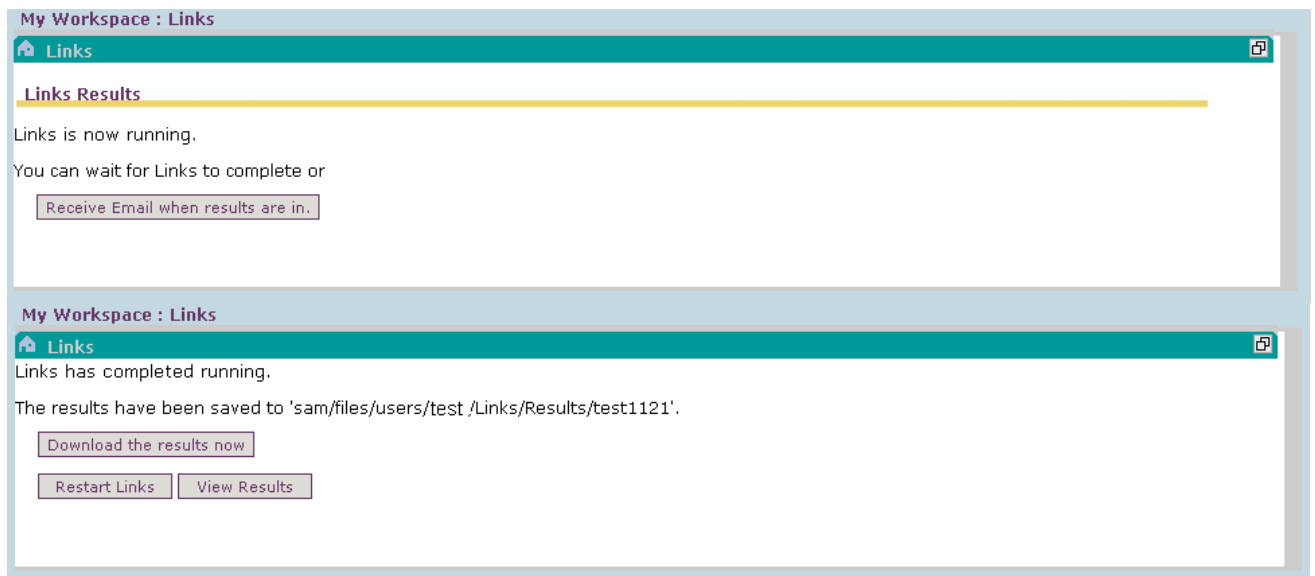 My Workspace : Links
Links
Links Results
Links is now running.
You can wait for Links to complete or
Receive Email when results are in.
My Workspace : Links
Links
Links has completed running.
The results have been saved to 'sam/files/users/test /Links/Results/test1121'.
Download the results now
Restart Links View Results